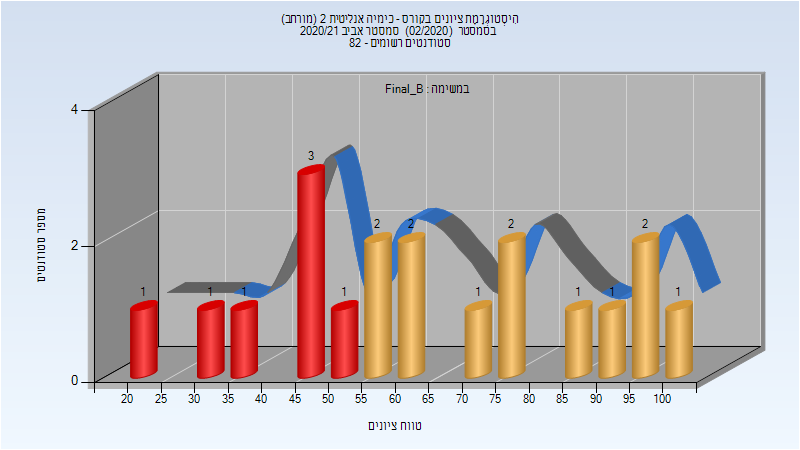 הִיסטוֹגרָמַת ציונים בקורס - כימיה אנליטית 2 (מורחב)
בסמסטר (02/2020) סמסטר אביב 2020/21
סטודנטים רשומים - 82
במשימה : Final_B
מספר סטודנטים
4
2
0
1 1 1 3 1 2 2 1 2 1 1 2 1
20 25 30 35 40 45 50 55 60 65 70 75 80 85 90 95 100
טווח ציונים